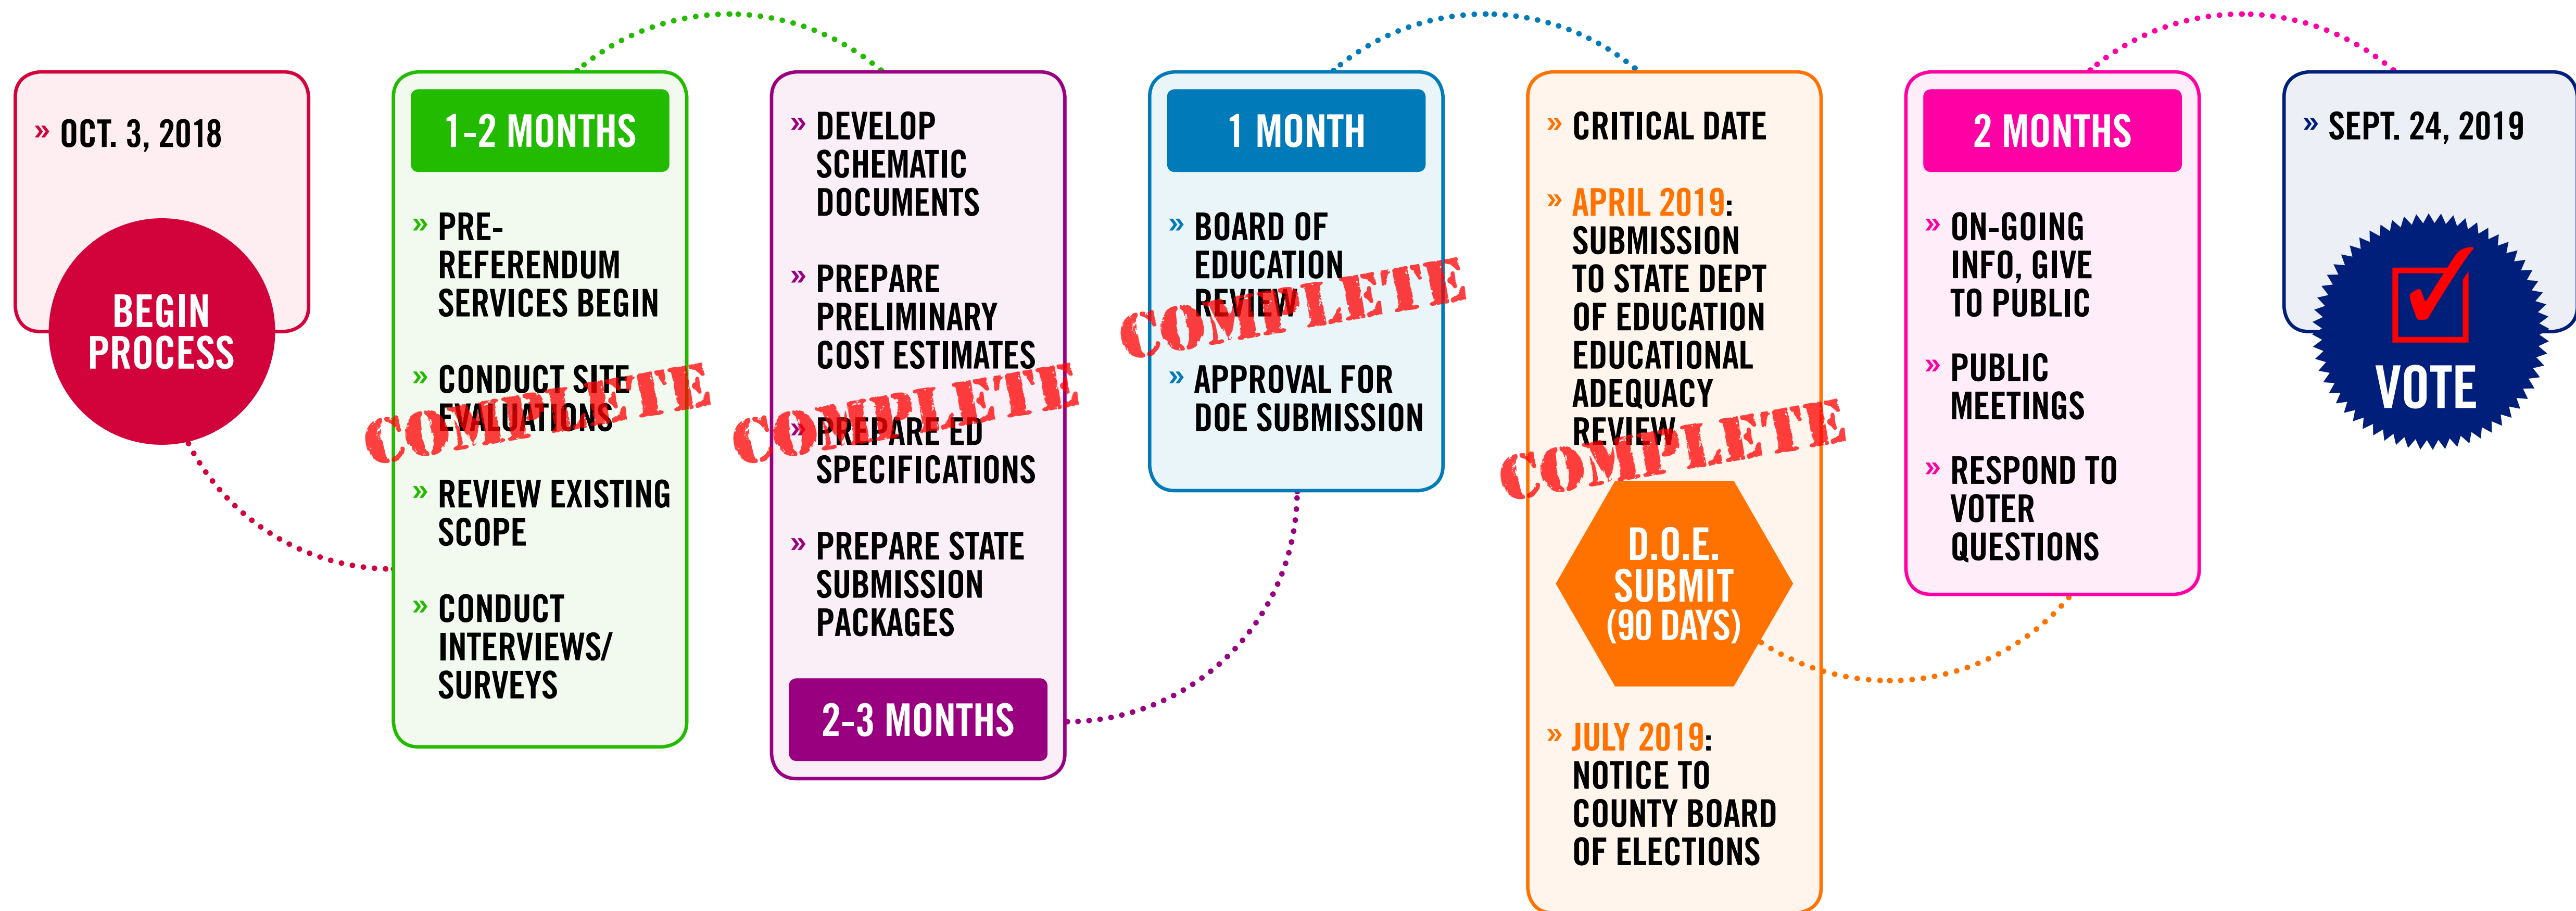 » OCT. 3, 2018
BEGIN
PROCESS
1-2 MONTHS
» PRE-
REFERENDUM
SERVICES BEGIN
» CONDUCT SITE
EVALUATIONS
» REVIEW EXISTING
SCOPE
» CONDUCT
INTERVIEWS/
SURVEYS
COMPLETE
» DEVELOP
SCHEMATIC
DOCUMENTS
» PREPARE
PRELIMINARY
COST ESTIMATES
» PREPARE ED
SPECIFICATIONS
» PREPARE STATE
SUBMISSION
PACKAGES
2-3 MONTHS
COMPLETE
1 MONTH
» BOARD OF
EDUCATION
REVIEW
» APPROVAL FOR
DOE SUBMISSION
COMPLETE
» CRITICAL DATE
» APRIL 2019:
SUBMISSION
TO STATE DEPT
OF EDUCATION
EDUCATIONAL
ADEQUACY
REVIEW
COMPLETE
D.O.E.
SUBMIT
(90 DAYS)
» JULY 2019:
NOTICE TO
COUNTY BOARD
OF ELECTIONS
2 MONTHS
» ON-GOING
INFO, GIVE
TO PUBLIC
» PUBLIC
MEETINGS
» RESPOND TO
VOTER
QUESTIONS
» SEPT. 24, 2019
VOTE